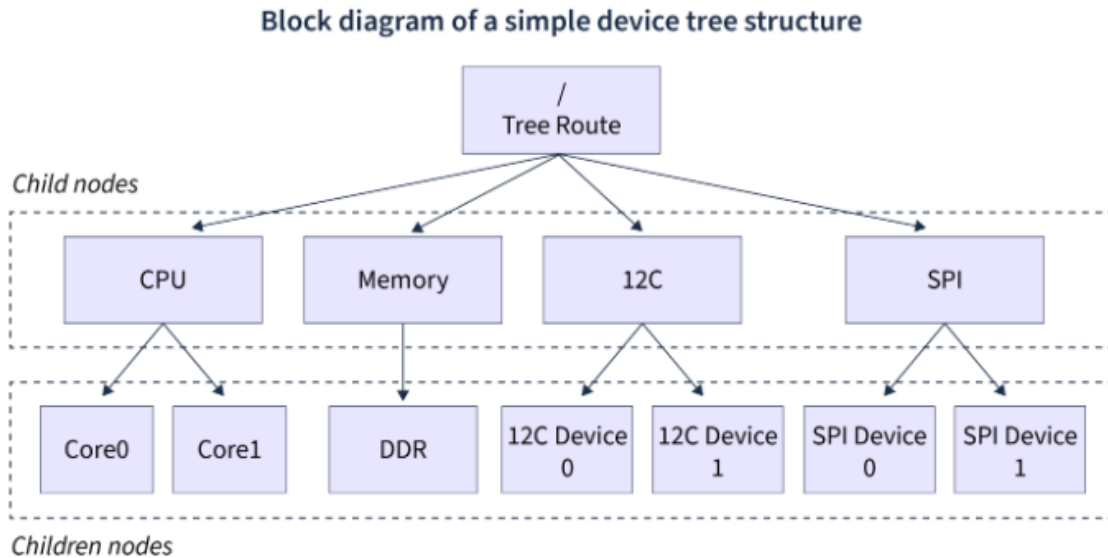 Block diagram of a simple device tree structure
/
Tree Route
Child nodes
CPU
Memory
12C
SPI
Core0
Core1
DDR
12C Device
0
12C Device
1
SPI Device
0
SPI Device
1
Children nodes